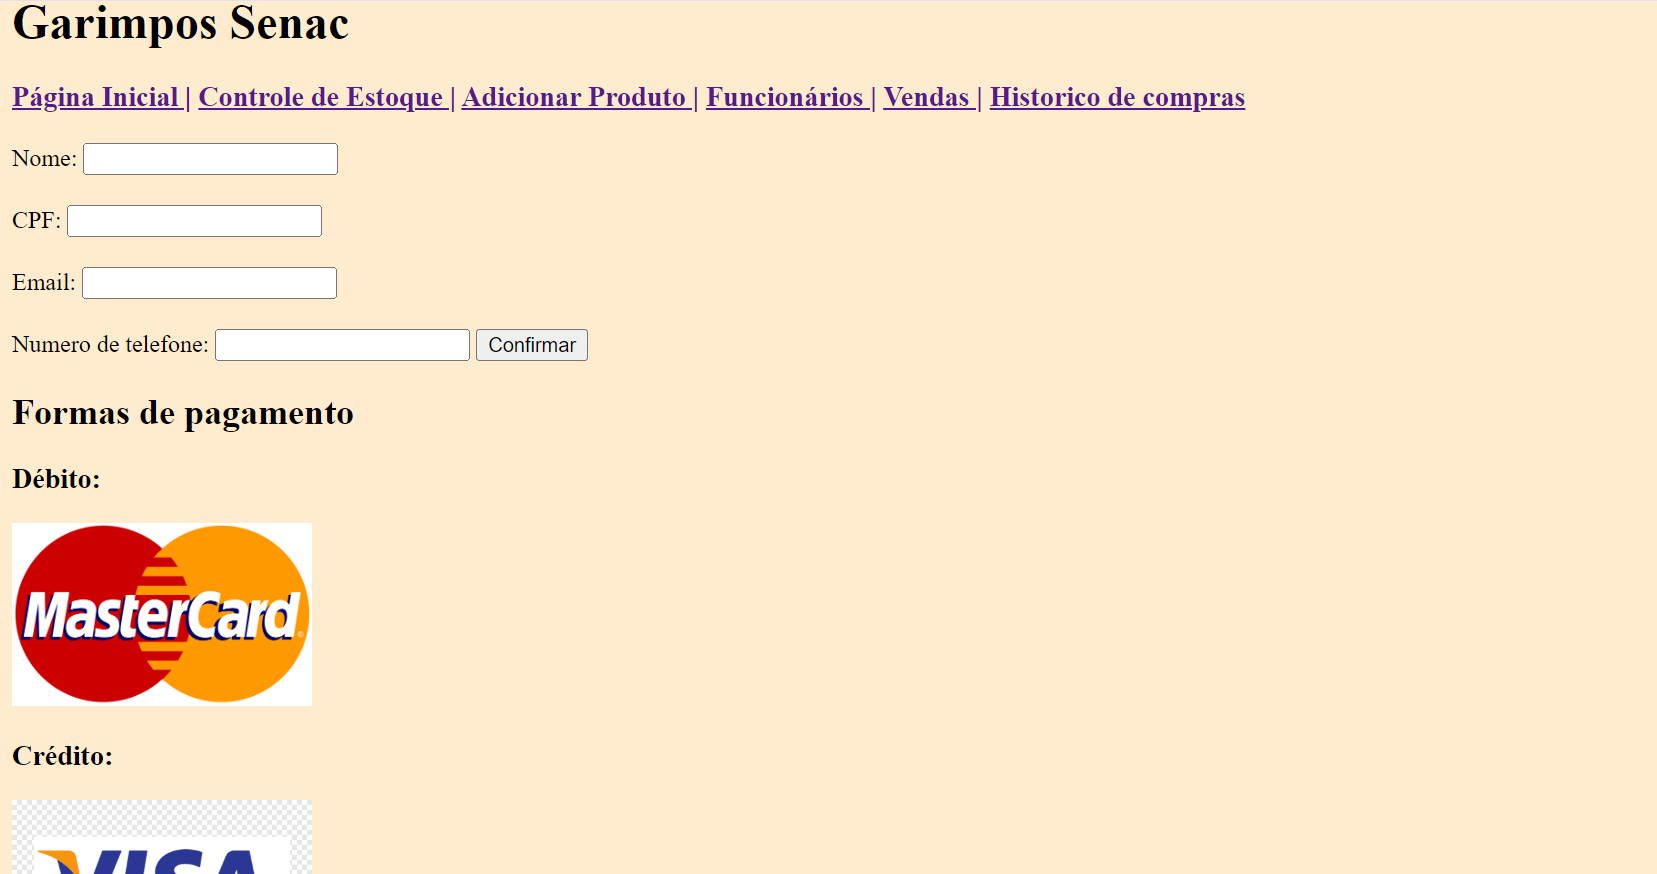 Garimpos Senac
Página Inicial | Controle de Estoque | Adicionar Produto | Funcionários | Vendas | Historico de compras
Nome:
CPF:
Email:
Numero de telefone: Confirmar
Formas de pagamento
Débito:
MasterCard
Crédito:
VISA